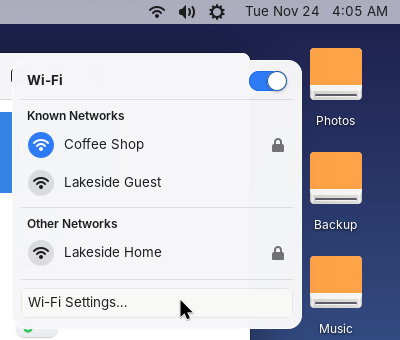 Tue Nov 24 4:05 AM
Wi-Fi
Known Networks
Coffee Shop
Lakeside Guest
Other Networks
Lakeside Home
Wi-Fi Settings...
Photos
Backup
Music